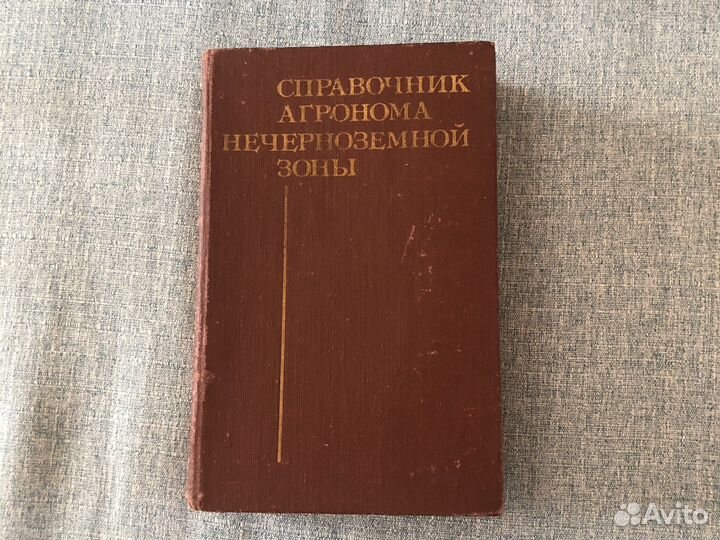 СПРАВОЧНИК
АГРОНОМА
НЕЧЕРНОЗЕМНОЙ
ЗОНЫ
Avito